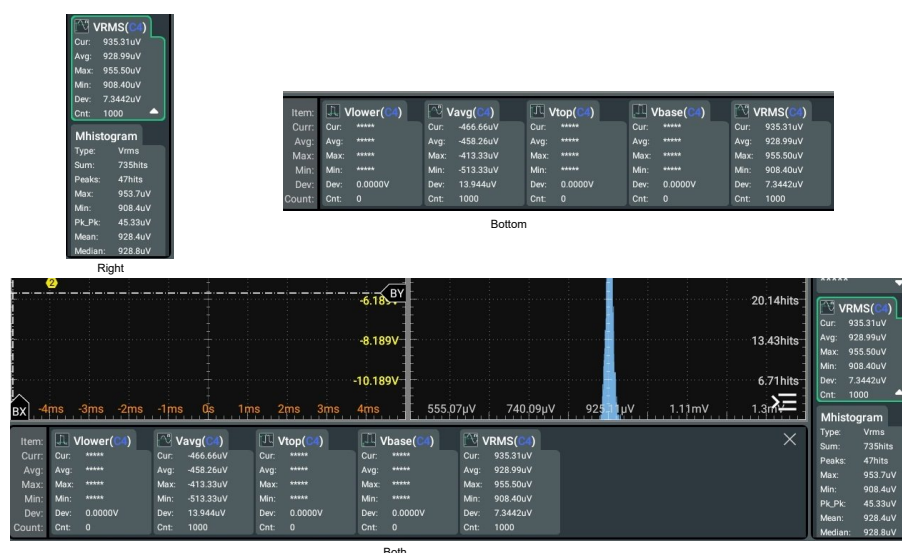 VRMS(C4)
Cur: 935.31uV
Avg: 928.99uV
Max: 955.50uV
Min: 908.40uV
Dev: 7.3442uV
Cnt: 1000
Mhistogram
Type: Vrms
Sum: 735hits
Peaks: 47hits
Max: 953.7uV
Min: 908.4uV
Pk_Pk: 45.33uV
Mean: 928.4uV
Median: 928.8uV
Right
Item: Vlower(C4) Vavg(C4) Vtop(C4) Vbase(C4) VRMS(C4)
Curr: Cur: ***** Cur: -466.66uV Cur: ***** Cur: ***** Cur: 935.31uV
Avg: Avg: ***** Avg: -458.26uV Avg: ***** Avg: ***** Avg: 928.99uV
Max: Max: ***** Max: -413.33uV Max: ***** Max: ***** Max: 955.50uV
Min: Min: ***** Min: -513.33uV Min: ***** Min: ***** Min: 908.40uV
Dev: Dev: 0.0000V Dev: 13.944uV Dev: 0.0000V Dev: 0.0000V Dev: 7.3442uV
Count: Cnt: 0 Cnt: 1000 Cnt: 0 Cnt: 0 Cnt: 1000
Bottom
2
BY
-8.189V
-10.189V
BX -4ms -3ms -2ms -1ms 0s 1ms 2ms 3ms 4ms
20.14hits
13.43hits
6.71hits
555.07µV 740.09µV 925.11µV 1.11mV
*****
VRMS(C4)
Cur: 935.31uV
Avg: 928.99uV
Max: 955.50uV
Min: 908.40uV
Dev: 7.3442uV
Cnt: 1000
Mhistogram
Type: Vrms
Sum: 735hits
Peaks: 47hits
Max: 953.7uV
Min: 908.4uV
Pk_Pk: 45.33uV
Mean: 928.4uV
Median: 928.8uV
Item: Vlower(C4) Vavg(C4) Vtop(C4) Vbase(C4) VRMS(C4)
Curr: Cur: ***** Cur: -466.66uV Cur: ***** Cur: ***** Cur: 935.31uV
Avg: Avg: ***** Avg: -458.26uV Avg: ***** Avg: ***** Avg: 928.99uV
Max: Max: ***** Max: -413.33uV Max: ***** Max: ***** Max: 955.50uV
Min: Min: ***** Min: -513.33uV Min: ***** Min: ***** Min: 908.40uV
Dev: Dev: 0.0000V Dev: 13.944uV Dev: 0.0000V Dev: 0.0000V Dev: 7.3442uV
Count: Cnt: 0 Cnt: 1000 Cnt: 0 Cnt: 0 Cnt: 1000
Both